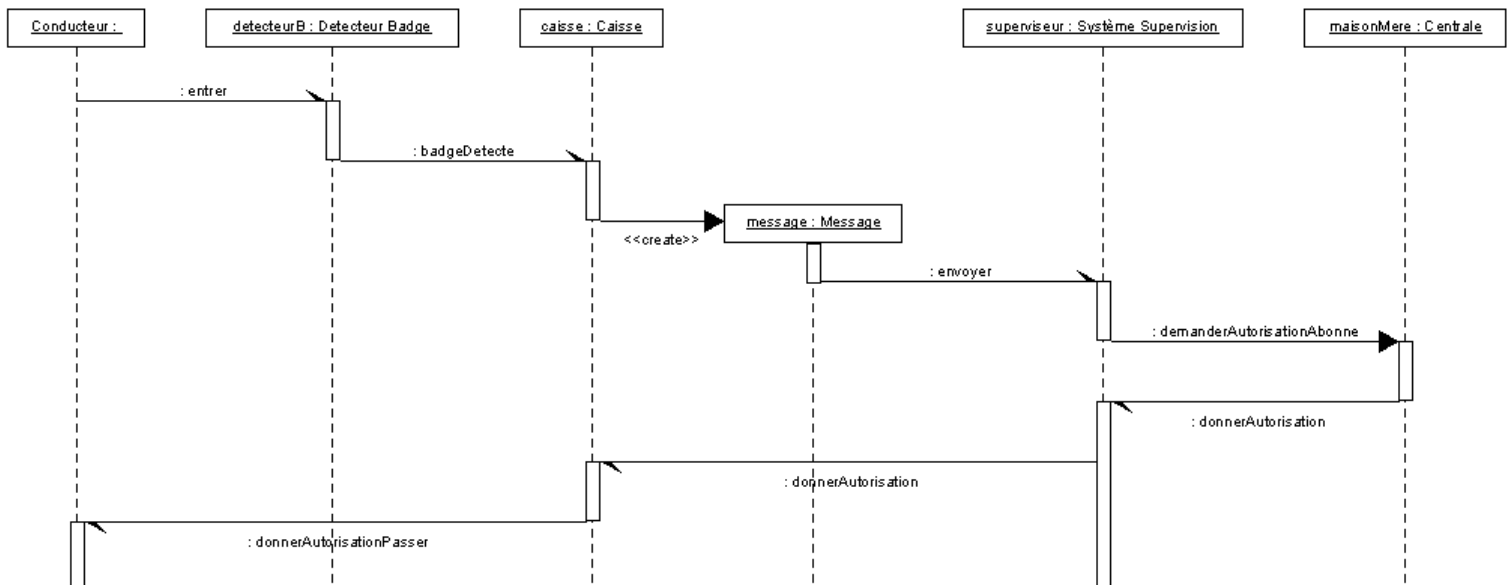 Conducteur :
detecteurB : Detecteur Badge
caisse : Caisse
superviseur : Système Supervision
maisonMere : Centrale
: entrer
: badgeDetecte
message : Message
<<create>>
: envoyer
: demanderAutorisationAbonne
: donnerAutorisation
: donnerAutorisation
: donnerAutorisationPasser